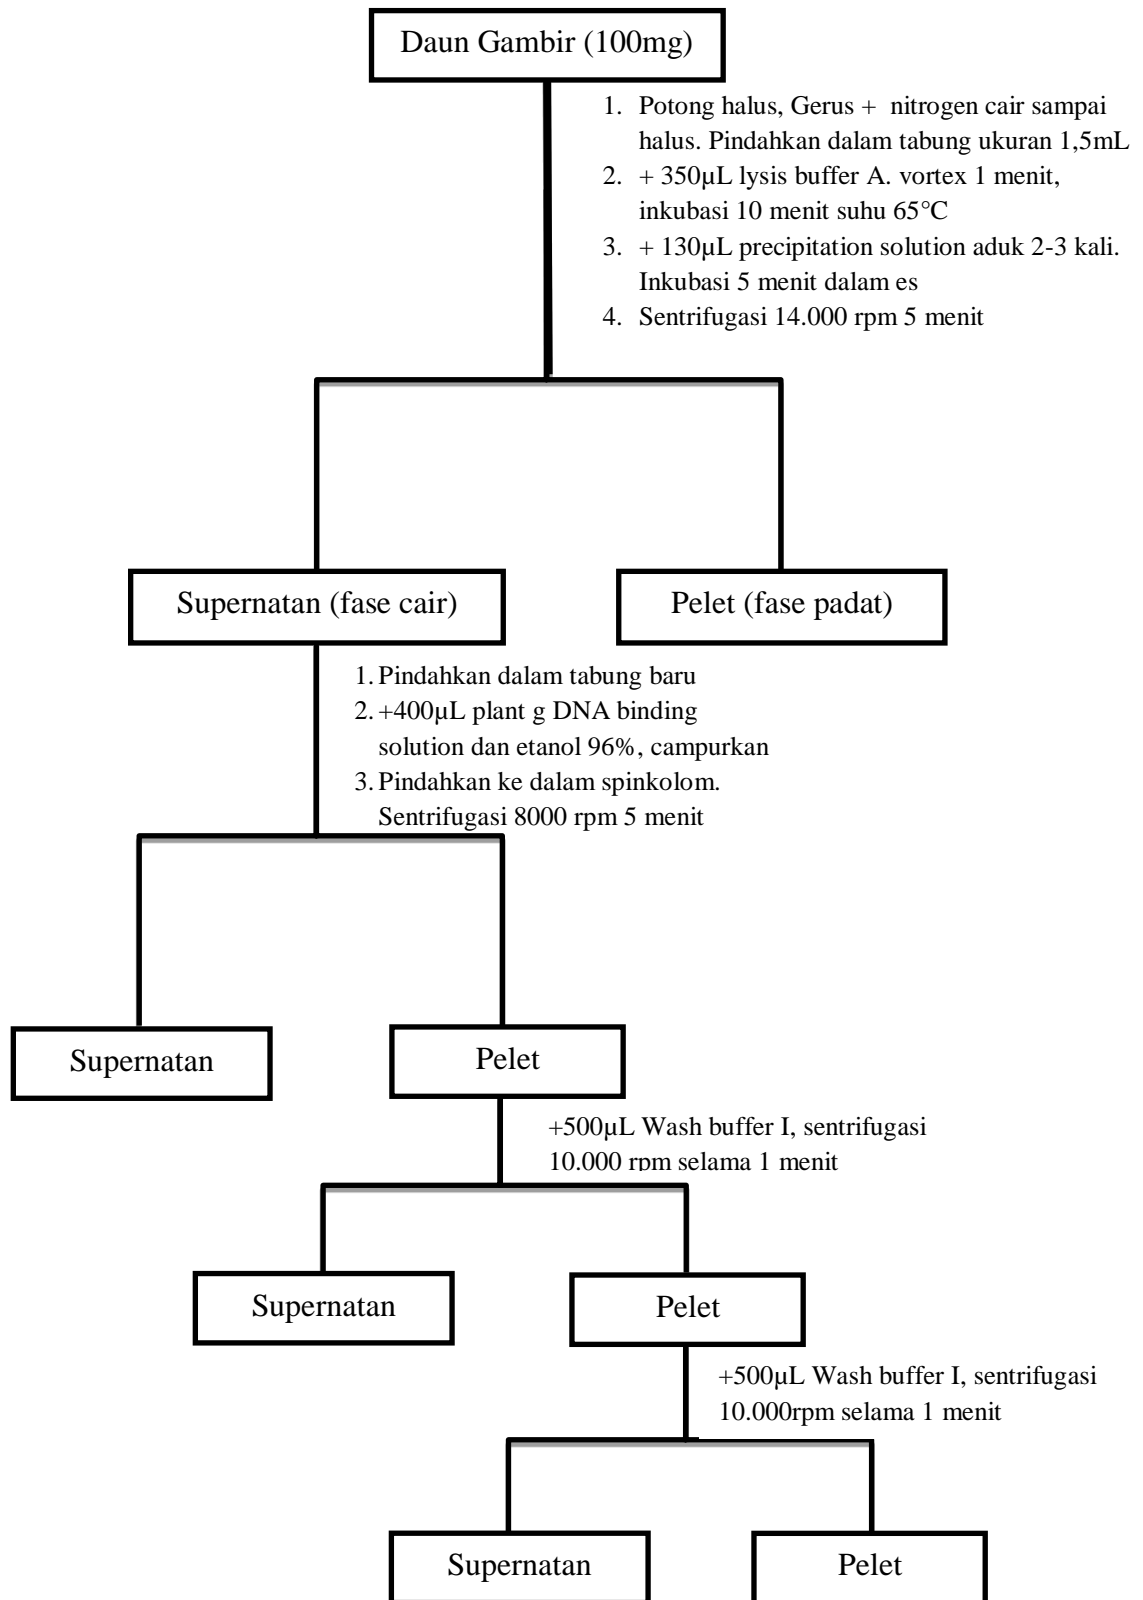 Daun Gambir (100mg)
1. Potong halus, Gerus + nitrogen cair sampai
halus. Pindahkan dalam tabung ukuran 1,5mL
2. + 350µL lysis buffer A. vortex 1 menit,
inkubasi 10 menit suhu 65°C
3. + 130µL precipitation solution aduk 2-3 kali.
Inkubasi 5 menit dalam es
4. Sentrifugasi 14.000 rpm 5 menit
Supernatan (fase cair)
Pelet (fase padat)
1. Pindahkan dalam tabung baru
2. +400µL plant g DNA binding
solution dan etanol 96%, campurkan
3. Pindahkan ke dalam spinkolom.
Sentrifugasi 8000 rpm 5 menit
Supernatan
Pelet
+500µL Wash buffer I, sentrifugasi
10.000 rpm selama 1 menit
Supernatan
Pelet
+500µL Wash buffer I, sentrifugasi
10.000rpm selama 1 menit
Supernatan
Pelet